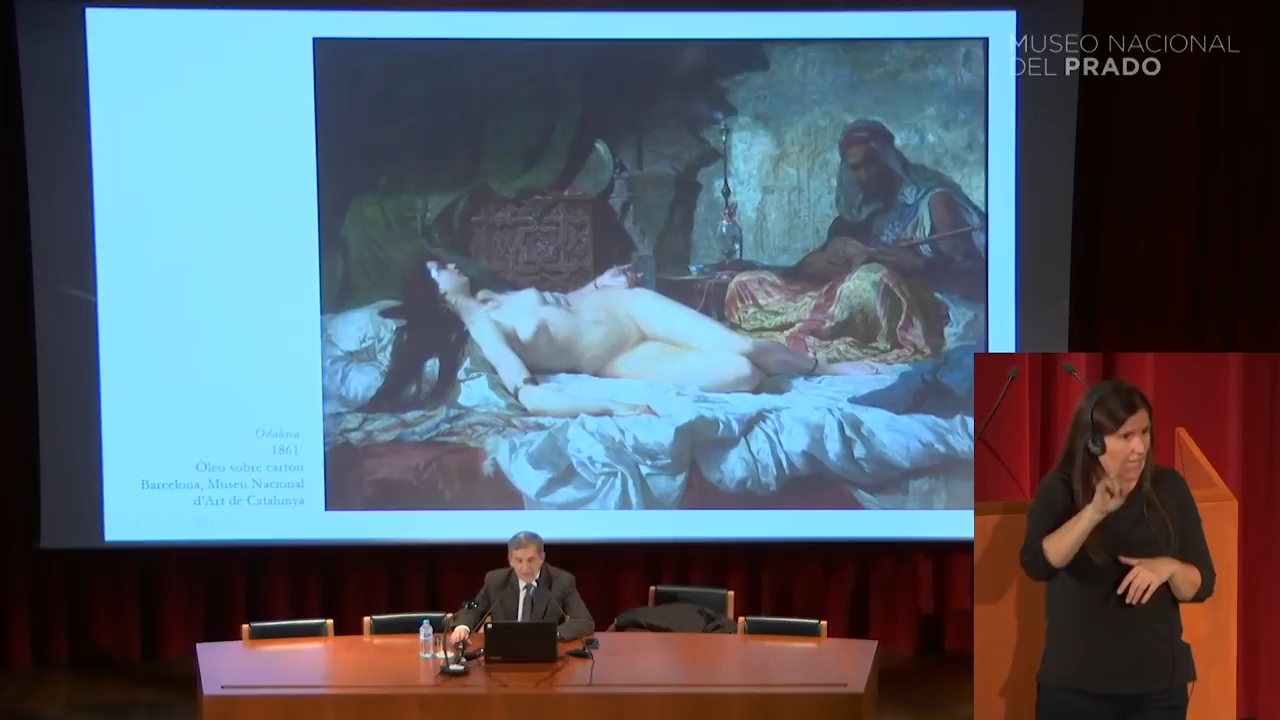 MUSEO NACIONAL
DEL PRADO
Odalisca
1861
Óleo sobre cartón
Barcelona, Museu Nacional
d'Art de Catalunya